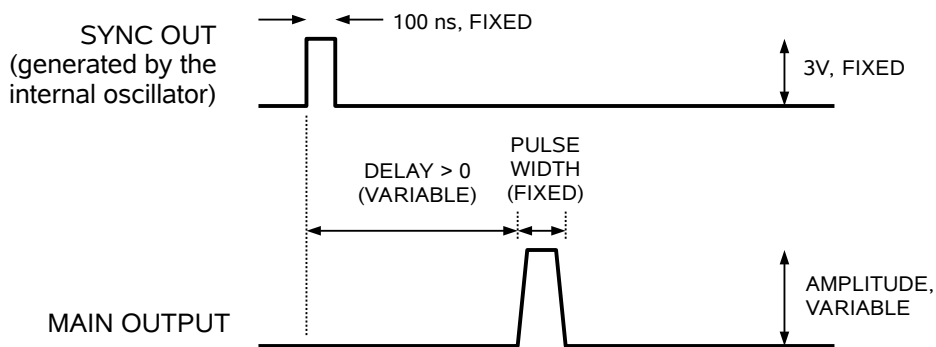 100 ns, FIXED
SYNC OUT
(generated by the
internal oscillator)
3V, FIXED
PULSE
WIDTH
(FIXED)
DELAY > 0
(VARIABLE)
AMPLITUDE,
VARIABLE
MAIN OUTPUT